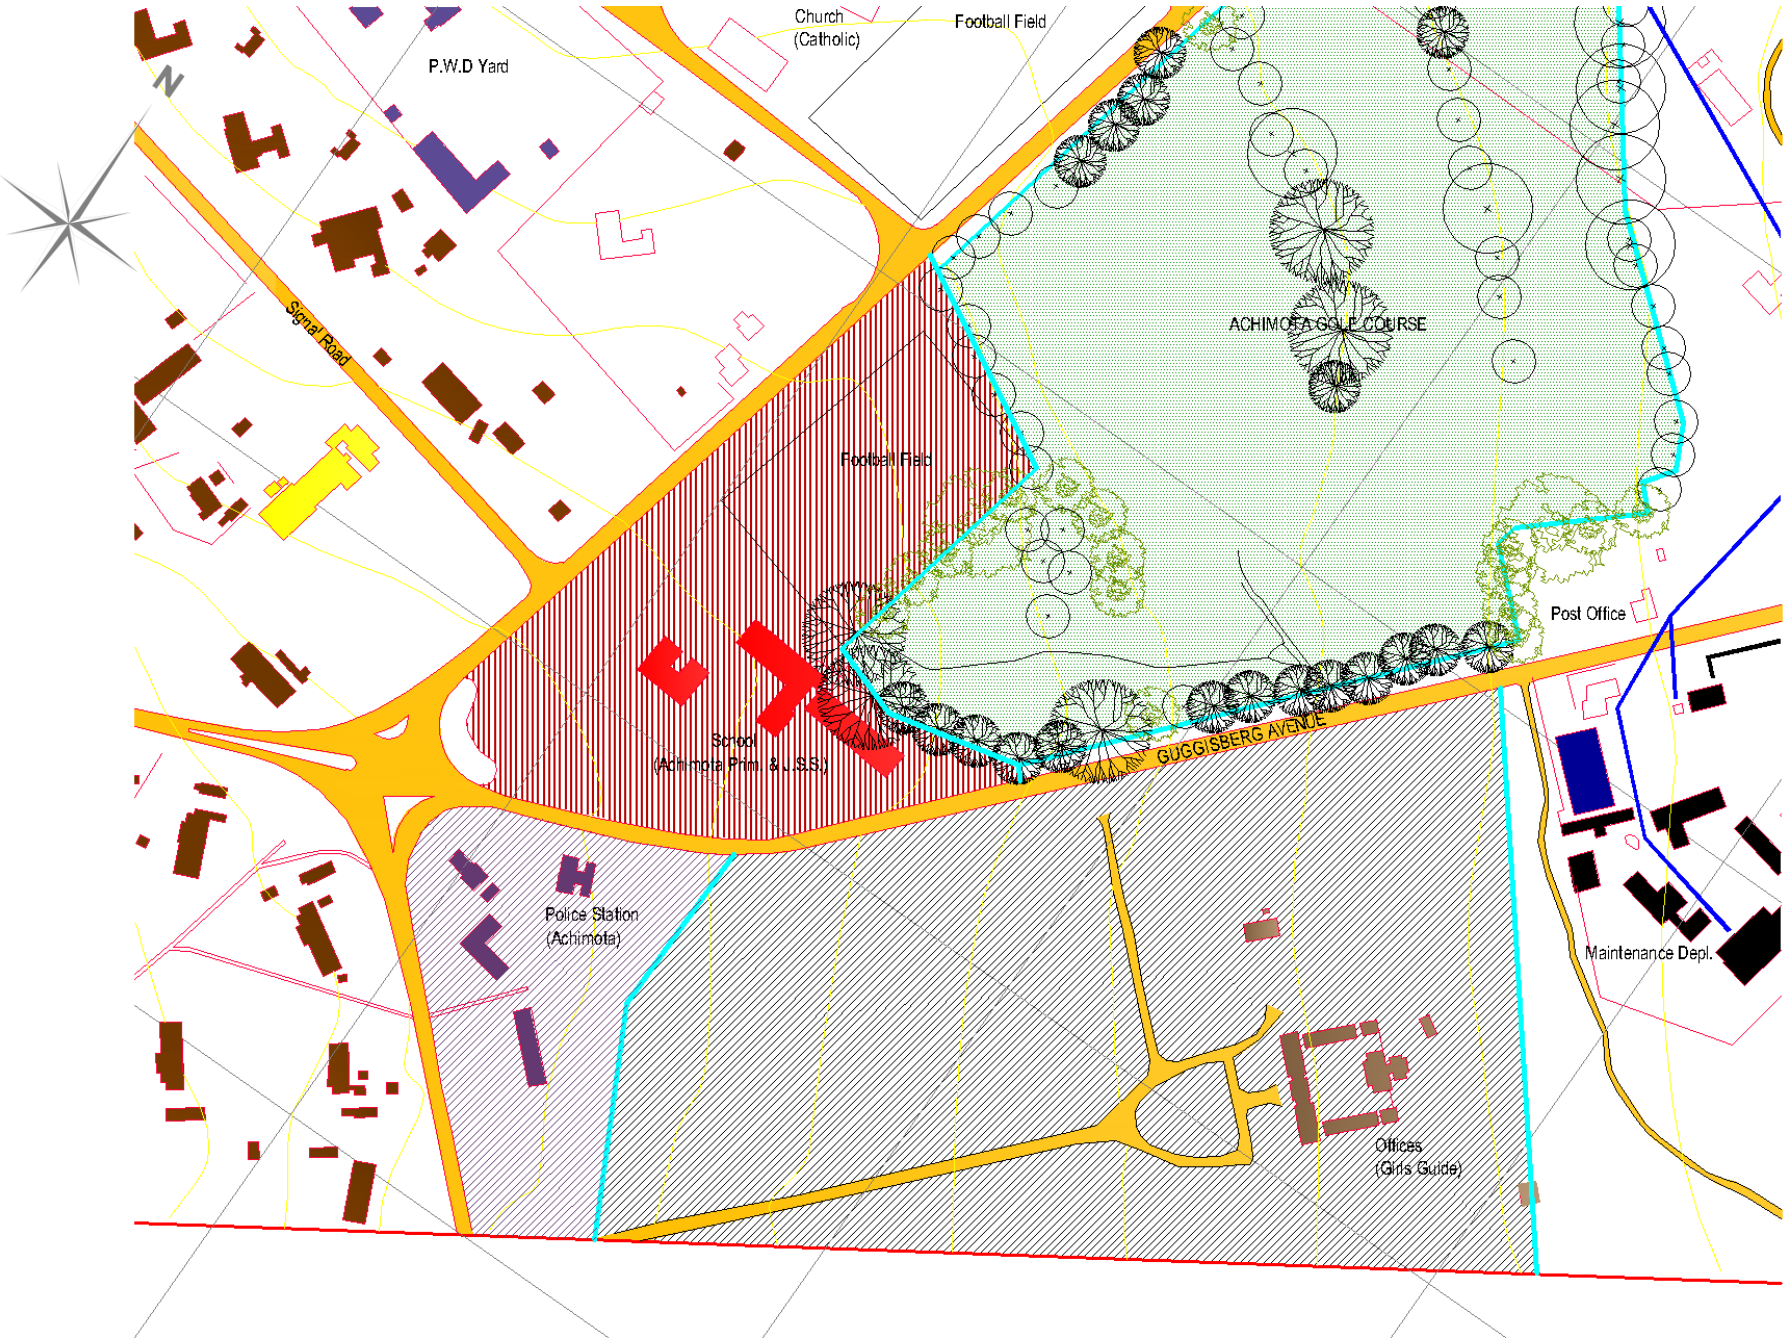 Church
(Catholic)
Football Field
P.W.D Yard
N
Signal Road
ACHIMOTA GOLF COURSE
Football Field
Post Office
School
(Achimota Prim. & J.S.S.)
GUGGISBERG AVENUE
Police Station
(Achimota)
Maintenance Depl.
Offices
(Girls Guide)